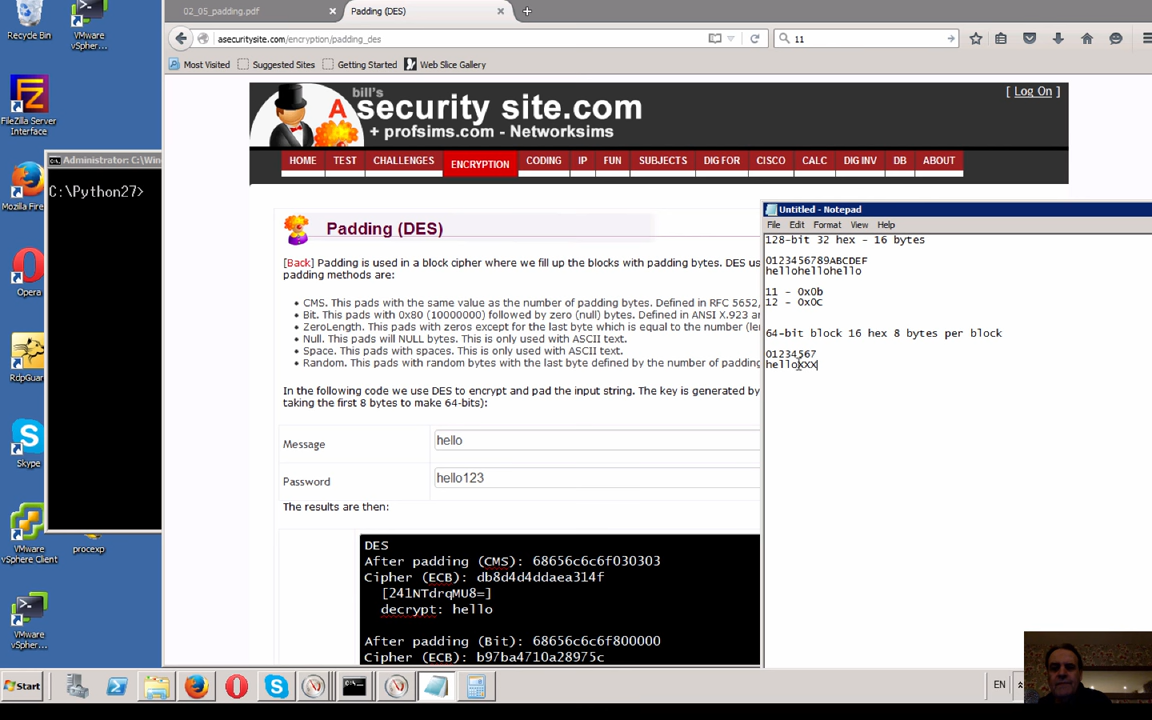 Recycle Bin
VMware
vSpher...
FileZilla Server
Interface
Mozilla Fire
Opera
RdpGuard
Skype
VMware
vSphere Client
procexp
VMware
vSpher...
Administrator: C:\Win
C:\Python27>
02_05_padding.pdf
Padding (DES)
asecuritysite.com/encryption/padding_des
11
Most Visited
Suggested Sites
Getting Started
Web Slice Gallery
bill's
Asecurity site.com
+ profsims.com - Networksims
[ Log On ]
HOME TEST CHALLENGES ENCRYPTION CODING IP FUN SUBJECTS DIG FOR CISCO CALC DIG INV DB ABOUT
Padding (DES)
[Back] Padding is used in a block cipher where we fill up the blocks with padding bytes. DES us
padding methods are:
CMS. This pads with the same value as the number of padding bytes. Defined in RFC 5652,
Bit. This pads with 0x80 (10000000) followed by zero (null) bytes. Defined in ANSI X.923 and
ZeroLength. This pads with zeros except for the last byte which is equal to the number (len
Null. This pads will NULL bytes. This is only used with ASCII text.
Space. This pads with spaces. This is only used with ASCII text.
Random. This pads with random bytes with the last byte defined by the number of padding
In the following code we use DES to encrypt and pad the input string. The key is generated by
taking the first 8 bytes to make 64-bits):
Message
hello
Password
hello123
The results are then:
DES
After padding (CMS): 68656c6c6f030303
Cipher (ECB): db8d4d4ddaea314f
[241NTdrqMU8=]
decrypt: hello
After padding (Bit): 68656c6c6f800000
Cipher (ECB): b97ba4710a28975c
Untitled - Notepad
File Edit Format View Help
128-bit 32 hex - 16 bytes
0123456789ABCDEF
hellohellohello
11 - 0x0b
12 - 0x0C
64-bit block 16 hex 8 bytes per block
01234567
helloXXX
Start
EN